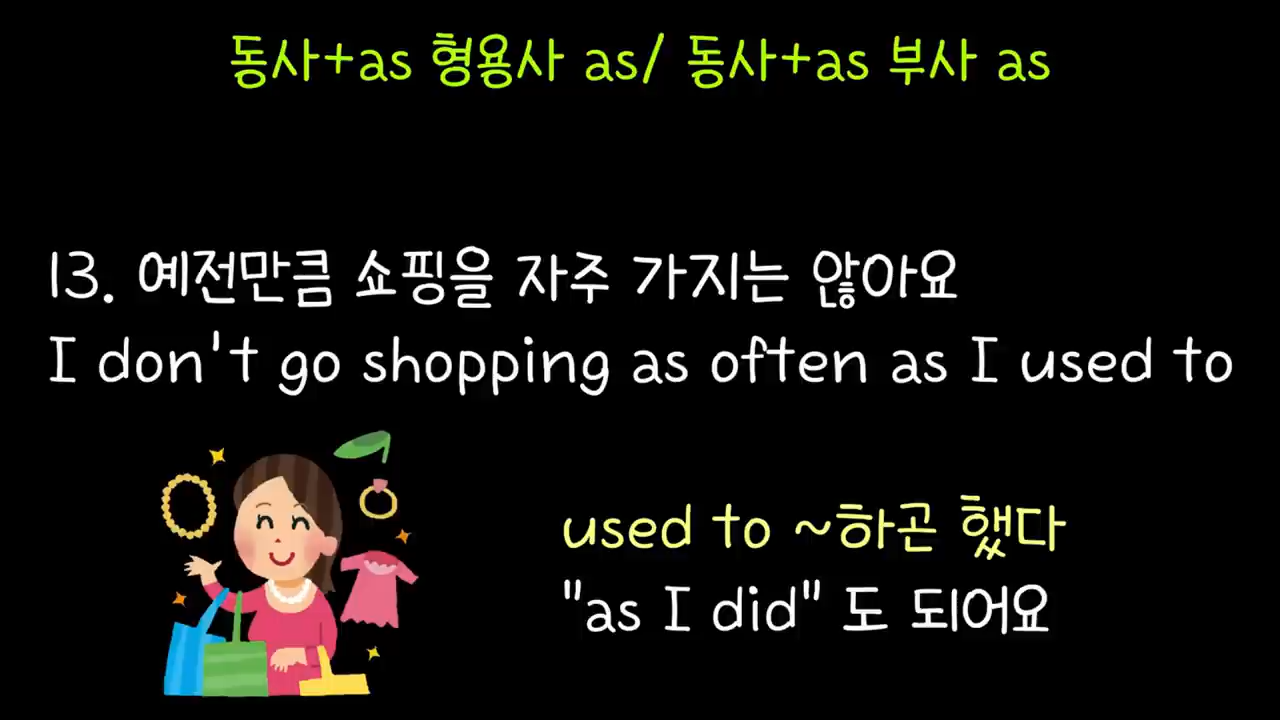 동사+as 형용사 as/ 동사+as 부사 as
13. 예전만큼 쇼핑을 자주 가지는 않아요
I don't go shopping as often as I used to
used to ~하곤 했다
"as I did" 도 되어요